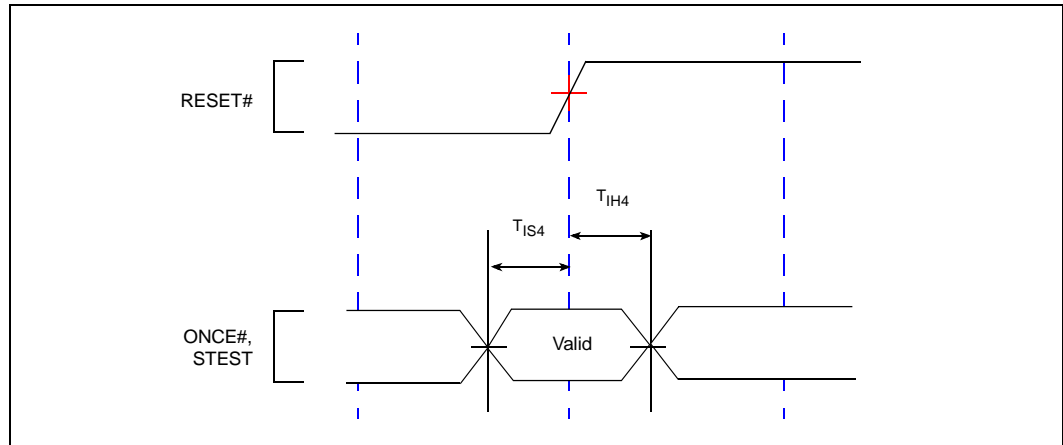 RESET#
T_IH4
T_IS4
ONCE#,
STEST
Valid